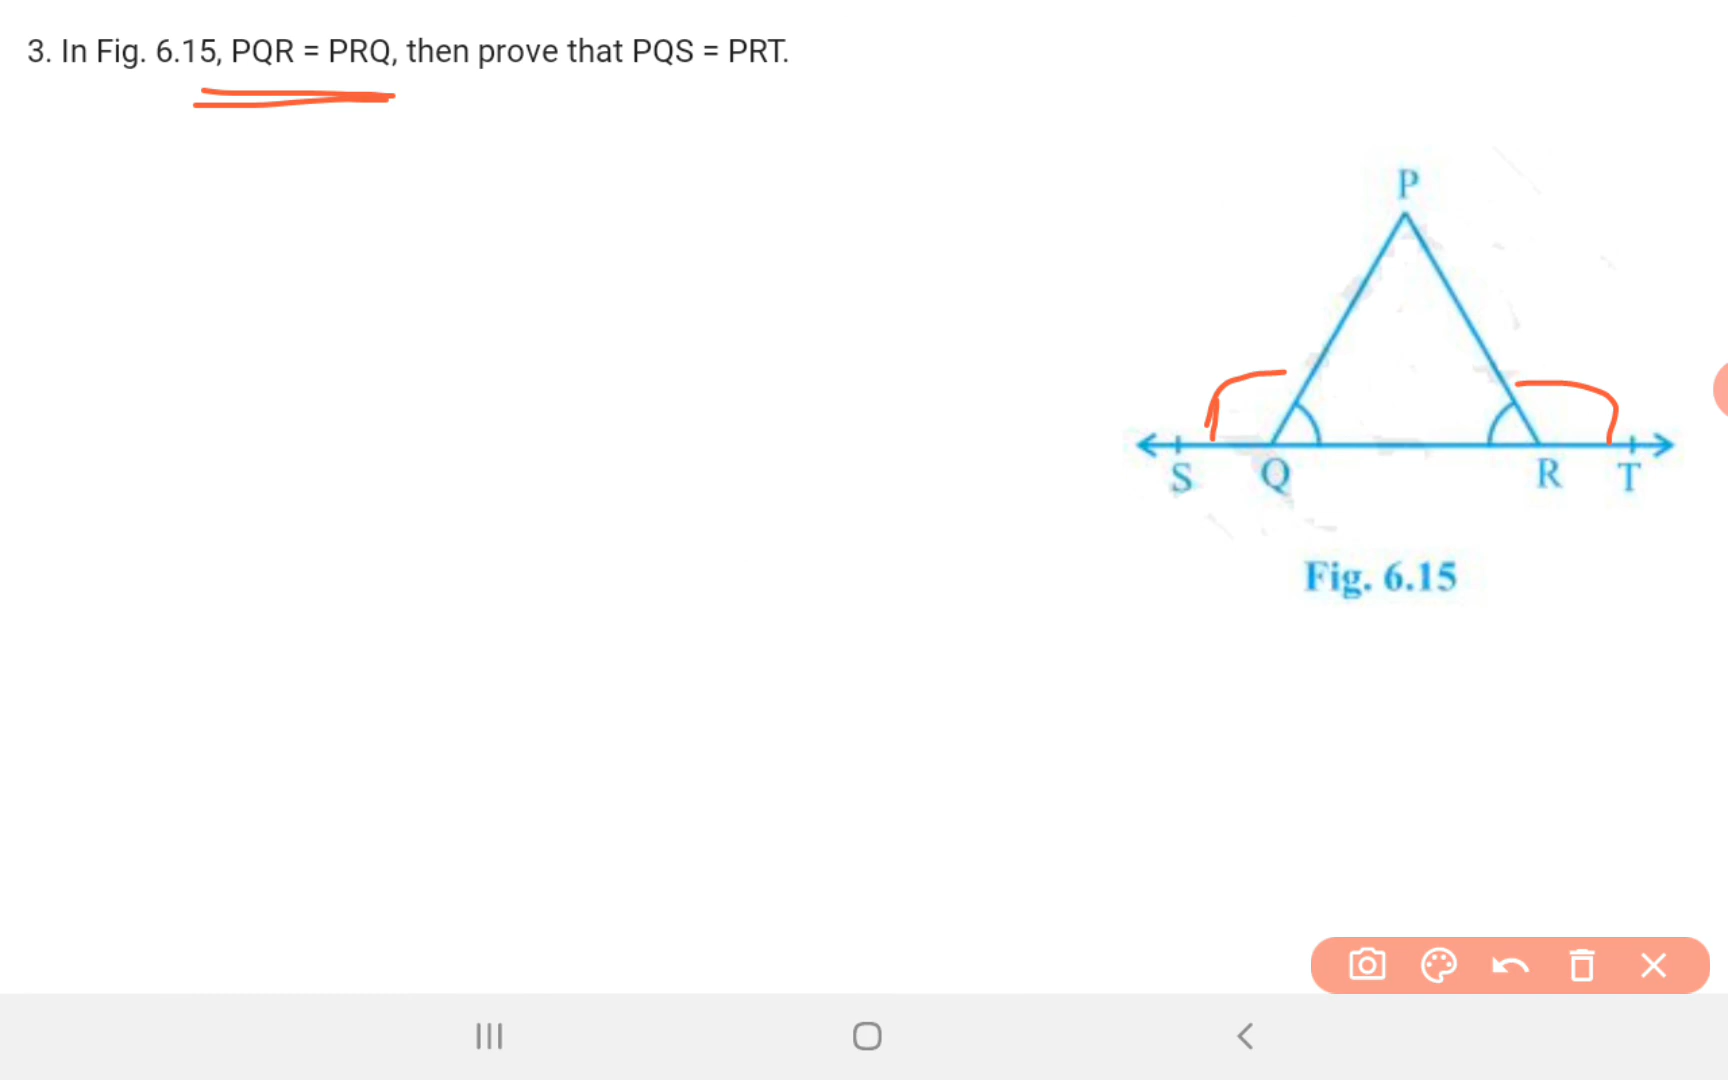 3. In Fig. 6.15, PQR = PRQ, then prove that PQS = PRT.
P
S Q R T
Fig. 6.15